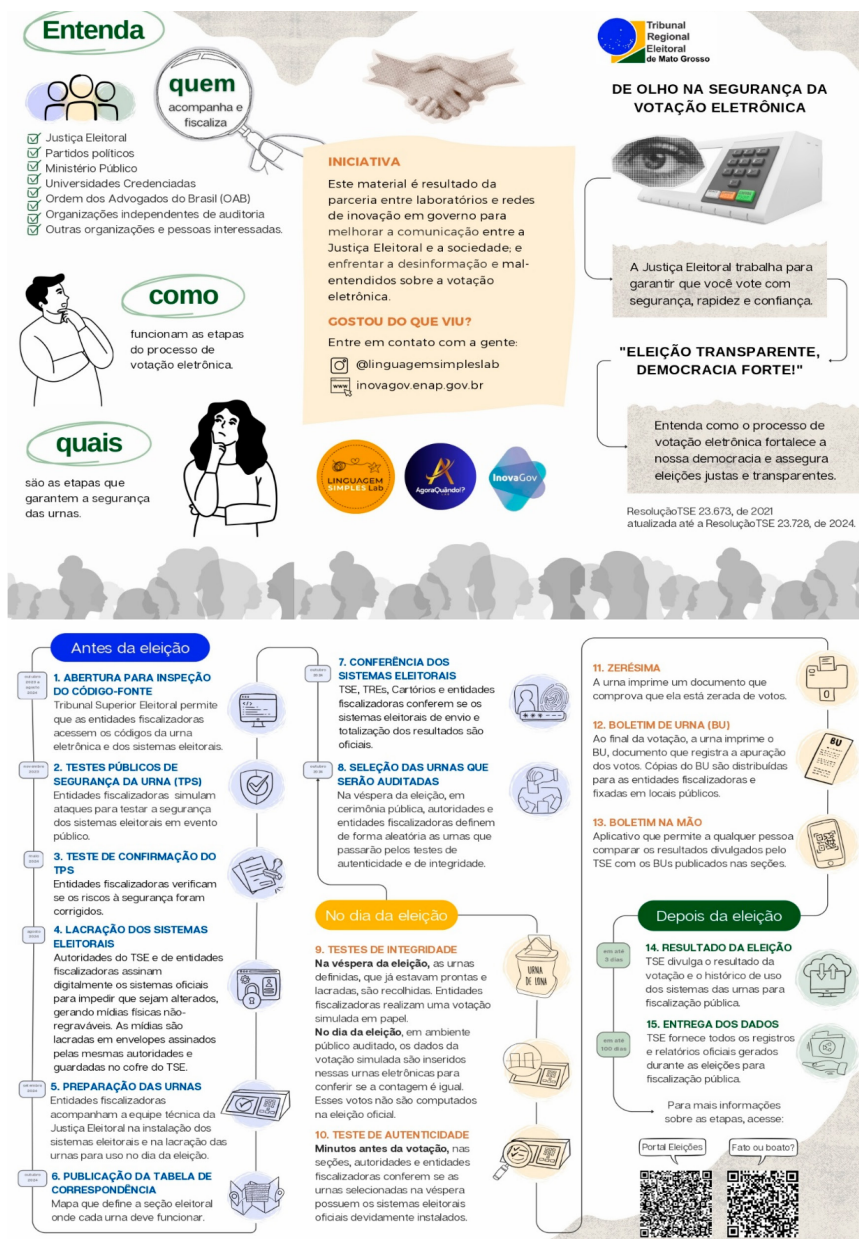 Entenda
quem
acompanha e
fiscaliza
Justiça Eleitoral
Partidos políticos
Ministério Público
Universidades Credenciadas
Ordem dos Advogados do Brasil (OAB)
Organizações independentes de auditoria
Outras organizações e pessoas interessadas.
como
funcionam as etapas
do processo de
votação eletrônica.
quais
são as etapas que
garantem a segurança
das urnas.
INICIATIVA
Este material é resultado da
parceria entre laboratórios e redes
de inovação em governo para
melhorar a comunicação entre a
Justiça Eleitoral e a sociedade; e
enfrentar a desinformação e mal-
entendidos sobre a votação
eletrônica.
GOSTOU DO QUE VIU?
Entre em contato com a gente:
@linguagemsimpleslab
www
inovagov.enap.gov.br
LINGUAGEM
SIMPLES Lab
AgoraQuando!?
InovaGov
Tribunal
Regional
Eleitoral
de Mato Grosso
DE OLHO NA SEGURANÇA DA
VOTAÇÃO ELETRÔNICA
A Justiça Eleitoral trabalha para
garantir que você vote com
segurança, rapidez e confiança.
"ELEIÇÃO TRANSPARENTE,
DEMOCRACIA FORTE!"
Entenda como o processo de
votação eletrônica fortalece a
nossa democracia e assegura
eleições justas e transparentes.
ResoluçãoTSE 23.673, de 2021
atualizada até a ResoluçãoTSE 23.728, de 2024.
Antes da eleição
1. ABERTURA PARA INSPEÇÃO
DO CÓDIGO-FONTE
Tribunal Superior Eleitoral permite
que as entidades fiscalizadoras
acessem os códigos da urna
eletrônica e dos sistemas eleitorais.
2. TESTES PÚBLICOS DE
SEGURANÇA DA URNA (TPS)
Entidades fiscalizadoras simulam
ataques para testar a segurança
dos sistemas eleitorais em evento
público.
3. TESTE DE CONFIRMAÇÃO DO
TPS
Entidades fiscalizadoras verificam
se os riscos à segurança foram
corrigidos.
4. LACRAÇÃO DOS SISTEMAS
ELEITORAIS
Autoridades do TSE e de entidades
fiscalizadoras assinam
digitalmente os sistemas oficiais
para impedir que sejam alterados,
gerando mídias físicas não-
regraváveis. As mídias são
lacradas em envelopes assinados
pelas mesmas autoridades e
guardadas no cofre do TSE.
5. PREPARAÇÃO DAS URNAS
Entidades fiscalizadoras
acompanham a equipe técnica da
Justiça Eleitoral na instalação dos
sistemas eleitorais e na lacração das
urnas para uso no dia da eleição.
6. PUBLICAÇÃO DA TABELA DE
CORRESPONDÊNCIA
Mapa que define a seção eleitoral
onde cada urna deve funcionar.
7. CONFERÊNCIA DOS
SISTEMAS ELEITORAIS
TSE, TREs, Cartórios e entidades
fiscalizadoras conferem se os
sistemas eleitorais de envio e
totalização dos resultados são
oficiais.
8. SELEÇÃO DAS URNAS QUE
SERÃO AUDITADAS
Na véspera da eleição, em
cerimônia pública, autoridades e
entidades fiscalizadoras definem
de forma aleatória as urnas que
passarão pelos testes de
autenticidade e de integridade.
No dia da eleição
9. TESTES DE INTEGRIDADE
Na véspera da eleição, as urnas
definidas, que já estavam prontas e
lacradas, são recolhidas. Entidades
fiscalizadoras realizam uma votação
simulada em papel.
No dia da eleição, em ambiente
público auditado, os dados da
votação simulada são inseridos
nessas urnas eletrônicas para
conferir se a contagem é igual.
Esses votos não são computados
na eleição oficial.
URNA
DE LONA
10. TESTE DE AUTENTICIDADE
Minutos antes da votação, nas
seções, autoridades e entidades
fiscalizadoras conferem se as
urnas selecionadas na véspera
possuem os sistemas eleitorais
oficiais devidamente instalados.
11. ZERÉSIMA
A urna imprime um documento que
comprova que ela está zerada de votos.
0
12. BOLETIM DE URNA (BU)
Ao final da votação, a urna imprime o
BU, documento que registra a apuração
dos votos. Cópias do BU são distribuídas
para as entidades fiscalizadoras e
fixadas em locais públicos.
BU
13. BOLETIM NA MÃO
Aplicativo que permite a qualquer pessoa
comparar os resultados divulgados pelo
TSE com os BUs publicados nas seções.
Depois da eleição
em até
3 dias
14. RESULTADO DA ELEIÇÃO
TSE divulga o resultado da
votação e o histórico de uso
dos sistemas das urnas para
fiscalização pública.
em até
100 dias
15. ENTREGA DOS DADOS
TSE fornece todos os registros
e relatórios oficiais gerados
durante as eleições para
fiscalização pública.
Para mais informações
sobre as etapas, acesse:
Portal Eleições
Fato ou boato?